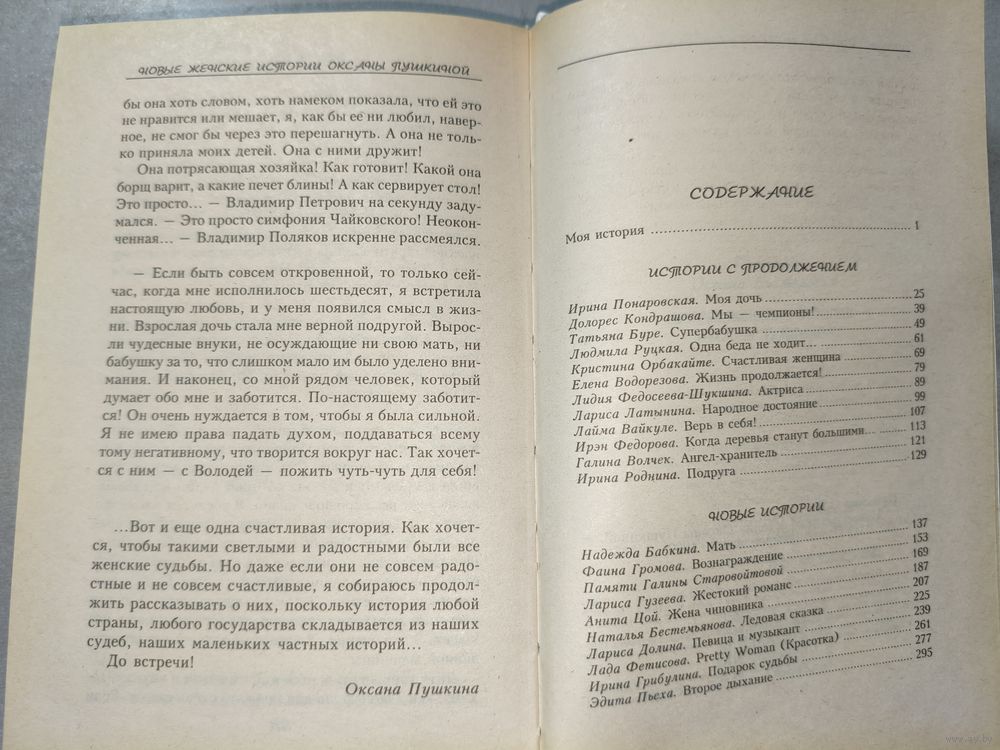 НОВЫЕ ЖЕНСКИЕ ИСТОРИИ ОКСАНЫ ПУШКИНОЙ
бы она хоть словом, хоть намеком показала, что ей это
не нравится или мешает, я, как бы ее ни любил, навер-
ное, не смог бы через это перешагнуть. А она не толь-
ко приняла моих детей. Она с ними дружит!
Она потрясающая хозяйка! Как готовит! Какой она
борщ варит, а какие печет блины! А как сервирует стол!
Это просто... — Владимир Петрович на секунду заду-
мался. — Это просто симфония Чайковского! Неокон-
ченная... — Владимир Поляков искренне рассмеялся.
— Если быть совсем откровенной, то только сей-
час, когда мне исполнилось шестьдесят, я встретила
настоящую любовь, и у меня появился смысл в жиз-
ни. Взрослая дочь стала мне верной подругой. Вырос-
ли чудесные внуки, не осуждающие ни свою мать, ни
бабушку за то, что слишком мало им было уделено вни-
мания. И наконец, со мной рядом человек, который
думает обо мне и заботится. По-настоящему заботит-
ся! Он очень нуждается в том, чтобы я была сильной.
Я не имею права падать духом, поддаваться всему
тому негативному, что творится вокруг нас. Так хочет-
ся с ним — с Володей — пожить чуть-чуть для себя!
...Вот и еще одна счастливая история. Как хочет-
ся, чтобы такими светлыми и радостными были все
женские судьбы. Но даже если они не совсем радо-
стные и не совсем счастливые, я собираюсь продол-
жить рассказывать о них, поскольку история любой
страны, любого государства складывается из наших
судеб, наших маленьких частных историй...
До встречи!
Оксана Пушкина
СОДЕРЖАНИЕ
Моя история ... 1
ИСТОРИИ С ПРОДОЛЖЕНИЕМ
Ирина Понаровская. Моя дочь ... 25
Долорес Кондрашова. Мы — чемпионы! ... 39
Татьяна Буре. Супербабушка ... 49
Людмила Руцкая. Одна беда не ходит... ... 61
Кристина Орбакайте. Счастливая женщина ... 69
Елена Водорезова. Жизнь продолжается! ... 79
Лидия Федосеева-Шукшина. Актриса ... 89
Лариса Латынина. Народное достояние ... 99
Лайма Вайкуле. Верь в себя! ... 107
Ирэн Федорова. Когда деревья станут большими... ... 113
Галина Волчек. Ангел-хранитель ... 121
Ирина Роднина. Подруга ... 129
НОВЫЕ ИСТОРИИ
Надежда Бабкина. Мать ... 137
Фаина Громова. Вознаграждение ... 153
Памяти Галины Старовойтовой ... 169
Лариса Гузеева. Жестокий романс ... 187
Анита Цой. Жена чиновника ... 207
Наталья Бестемьянова. Ледовая сказка ... 225
Лариса Долина. Певица и музыкант ... 239
Лада Фетисова. Pretty Woman (Красотка) ... 261
Ирина Грибулина. Подарок судьбы ... 277
Эдита Пьеха. Второе дыхание ... 295
www.ay.by